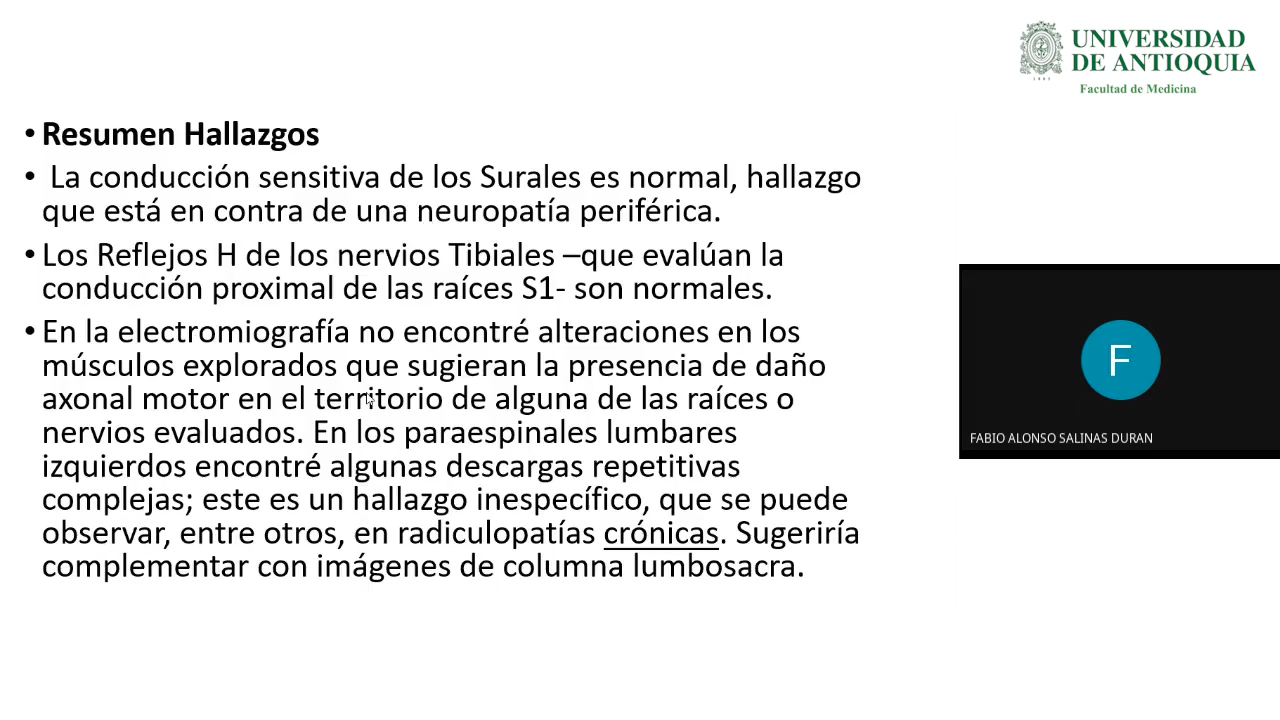 UNIVERSIDAD
DE ANTIOQUIA
1803
Facultad de Medicina
• Resumen Hallazgos
• La conducción sensitiva de los Surales es normal, hallazgo
que está en contra de una neuropatía periférica.
• Los Reflejos H de los nervios Tibiales –que evalúan la
conducción proximal de las raíces S1- son normales.
• En la electromiografía no encontré alteraciones en los
músculos explorados que sugieran la presencia de daño
axonal motor en el territorio de alguna de las raíces o
nervios evaluados. En los paraespinales lumbares
izquierdos encontré algunas descargas repetitivas
complejas; este es un hallazgo inespecífico, que se puede
observar, entre otros, en radiculopatías crónicas. Sugeriría
complementar con imágenes de columna lumbosacra.
F
FABIO ALONSO SALINAS DURAN